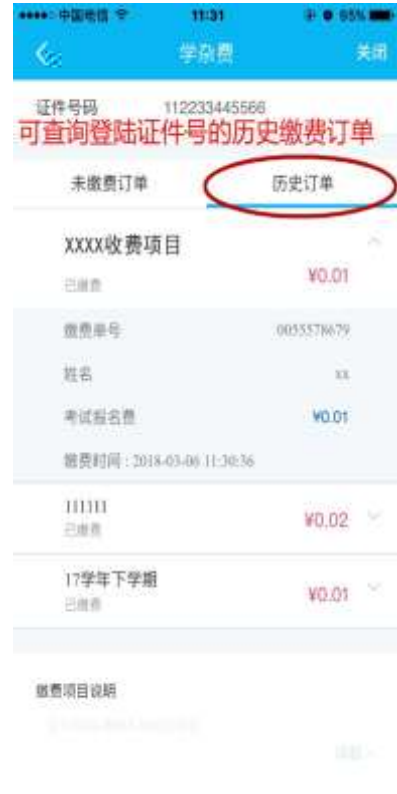 中国电信 11:31 95%
学杂费 关闭
证件号码 112233445566
可查询登陆证件号的历史缴费订单
未缴费订单 历史订单
XXXX收费项目
已缴费 ¥0.01
缴费单号 0055578679
姓名 xx
考试报名费 ¥0.01
缴费时间：2018-03-06 11:30:36
111111
已缴费 ¥0.02
17学年下学期
已缴费 ¥0.01
缴费项目说明